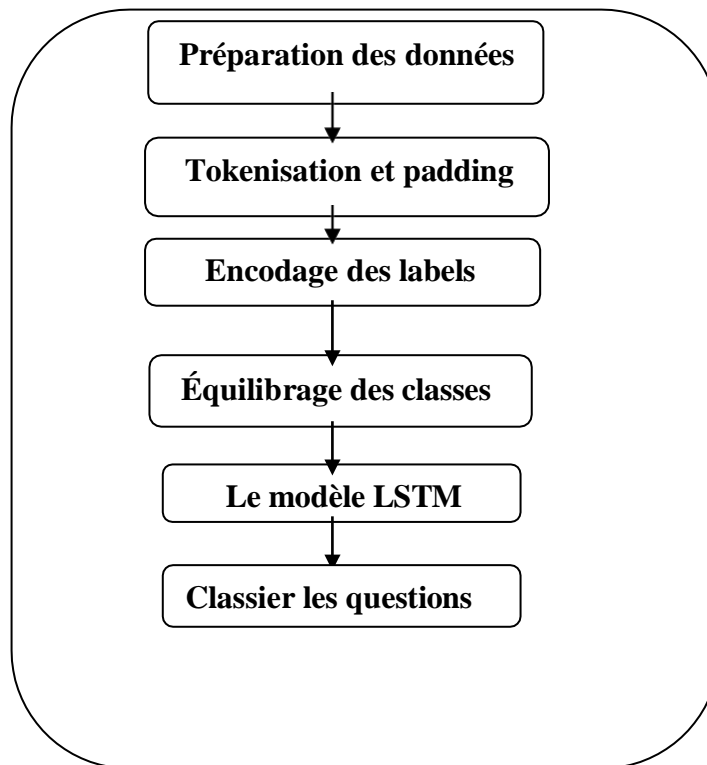 Préparation des données
Tokenisation et padding
Encodage des labels
Équilibrage des classes
Le modèle LSTM
Classier les questions